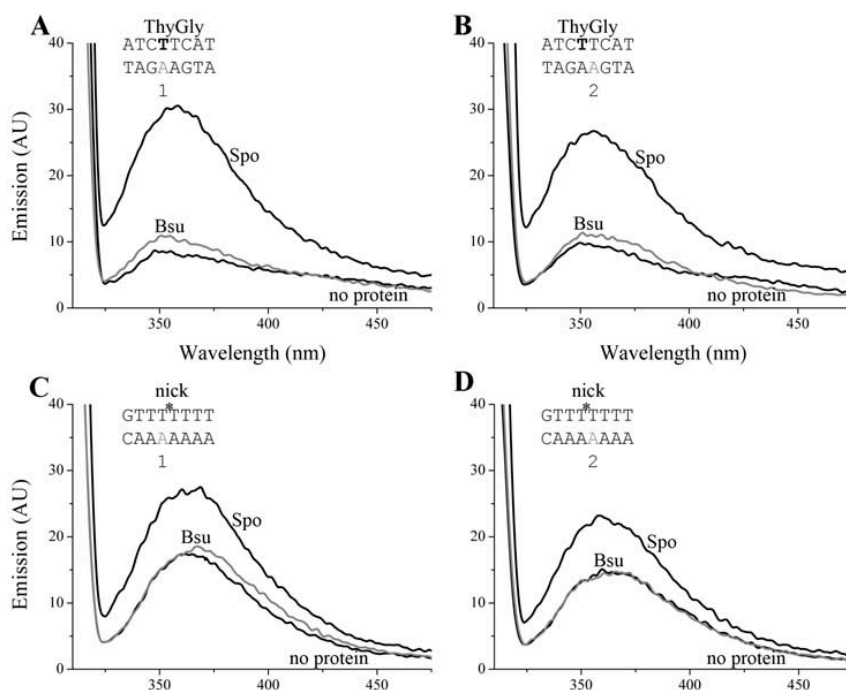 A
ThyGly
ATCTTCAT
TAGAAGTA
1
Spo
Bsu
no protein
Emission (AU)
40
30
20
10
0
350
400
450
Wavelength (nm)
B
ThyGly
ATCTTCAT
TAGAAGTA
2
Spo
Bsu
no protein
40
30
20
10
0
350
400
450
Wavelength (nm)
C
nick
*
GTTTTTTT
CAAAAAAA
1
Spo
Bsu
no protein
Emission (AU)
40
30
20
10
0
350
400
450
D
nick
*
GTTTTTTT
CAAAAAAA
2
Spo
Bsu
no protein
40
30
20
10
0
350
400
450